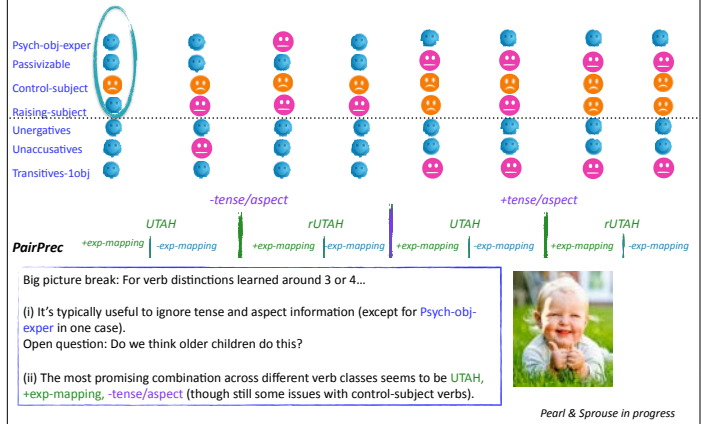 Psych-obj-exper
Passivizable
Control-subject
Raising-subject
Unergatives
Unaccusatives
Transitives-1obj
-tense/aspect +tense/aspect
UTAH rUTAH UTAH rUTAH
PairPrec +exp-mapping -exp-mapping +exp-mapping -exp-mapping +exp-mapping -exp-mapping +exp-mapping -exp-mapping
Big picture break: For verb distinctions learned around 3 or 4…
(i) It's typically useful to ignore tense and aspect information (except for Psych-obj-
exper in one case).
Open question: Do we think older children do this?
(ii) The most promising combination across different verb classes seems to be UTAH,
+exp-mapping, -tense/aspect (though still some issues with control-subject verbs).
Pearl & Sprouse in progress